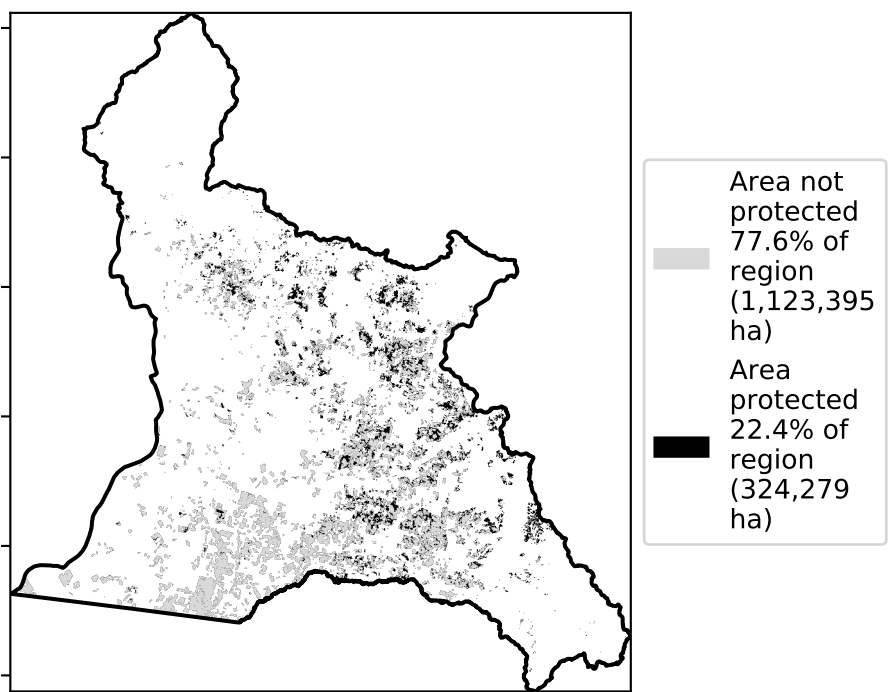 Area not
protected
77.6% of
region
(1,123,395
ha)
Area
protected
22.4% of
region
(324,279
ha)